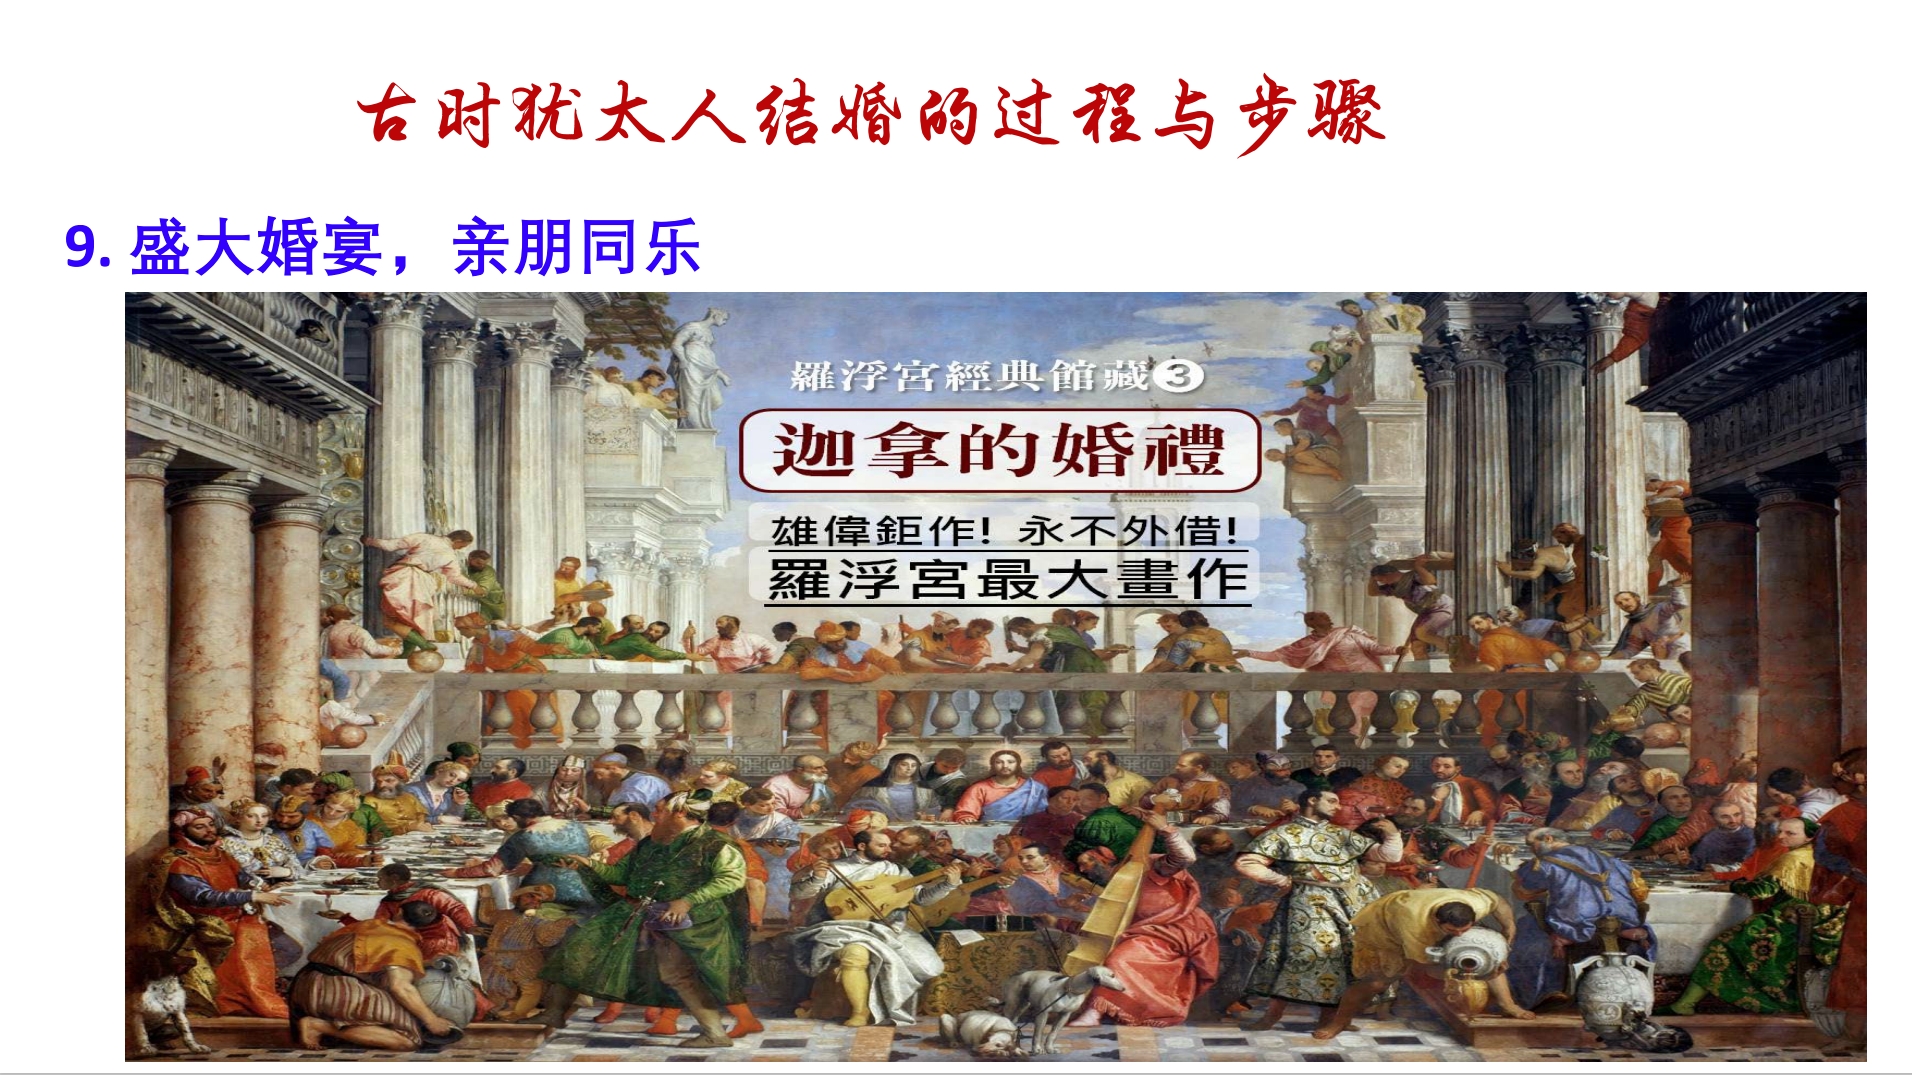 古时犹太人结婚的过程与步骤
9. 盛大婚宴，亲朋同乐
羅浮宮經典館藏❸
迦拿的婚禮
雄偉鉅作! 永不外借!
羅浮宮最大畫作